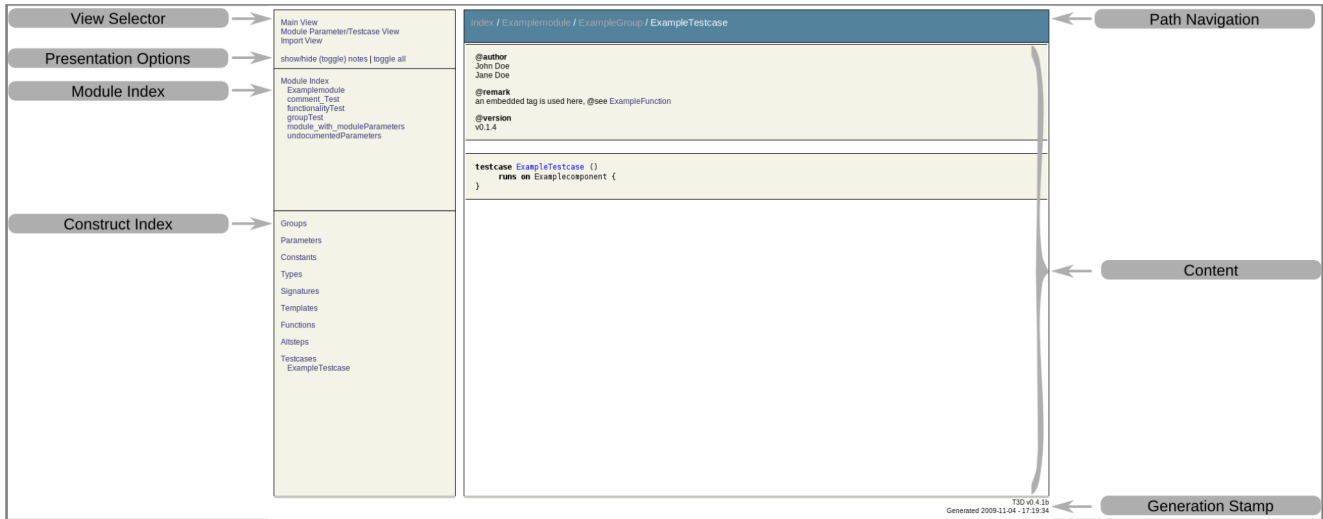 View Selector
Presentation Options
Module Index
Construct Index
Main View
Module Parameter/Testcase View
Import View
show/hide (toggle) notes | toggle all
Module Index
Examplemodule
comment_Test
functionalityTest
groupTest
module_with_moduleParameters
undocumentedParameters
Groups
Parameters
Constants
Types
Signatures
Templates
Functions
Altsteps
Testcases
ExampleTestcase
Index / Examplemodule / ExampleGroup / ExampleTestcase
@author
John Doe
Jane Doe
@remark
an embedded tag is used here, @see ExampleFunction
@version
v0.1.4
testcase ExampleTestcase ()
runs on Examplecomponent {
}
T3D v0.4.1b
Generated 2009-11-04 - 17:19:34
Path Navigation
Content
Generation Stamp